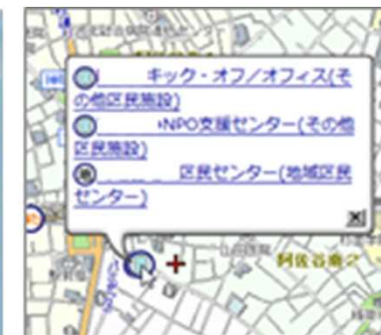 キック・オフ/オフィス(そ
の他区民施設)
NPO支援センター(その他
区民施設)
区民センター(地域区民
センター)
阿佐谷南2